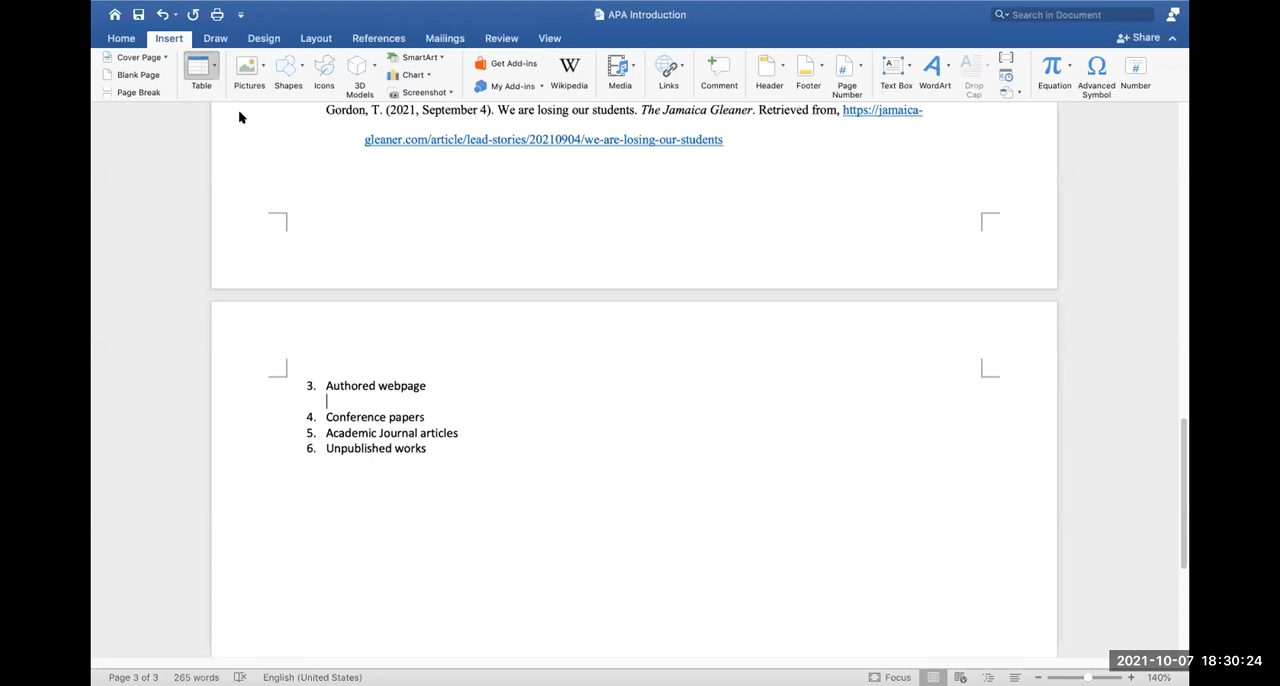 APA Introduction
Search in Document
Home
Insert
Draw
Design
Layout
References
Mailings
Review
View
Share
Cover Page
Blank Page
Page Break
Table
Pictures
Shapes
Icons
3D
Models
SmartArt
Chart
Screenshot
Get Add-ins
My Add-ins
W
Wikipedia
Media
Links
Comment
Header
Footer
Page
Number
Text Box
WordArt
Drop
Cap
Equation
Advanced
Symbol
Number
Gordon, T. (2021, September 4). We are losing our students. The Jamaica Gleaner. Retrieved from, https://jamaica-
gleaner.com/article/lead-stories/20210904/we-are-losing-our-students
3. Authored webpage
4. Conference papers
5. Academic Journal articles
6. Unpublished works
2021-10-07 18:30:24
Page 3 of 3
265 words
English (United States)
Focus
140%